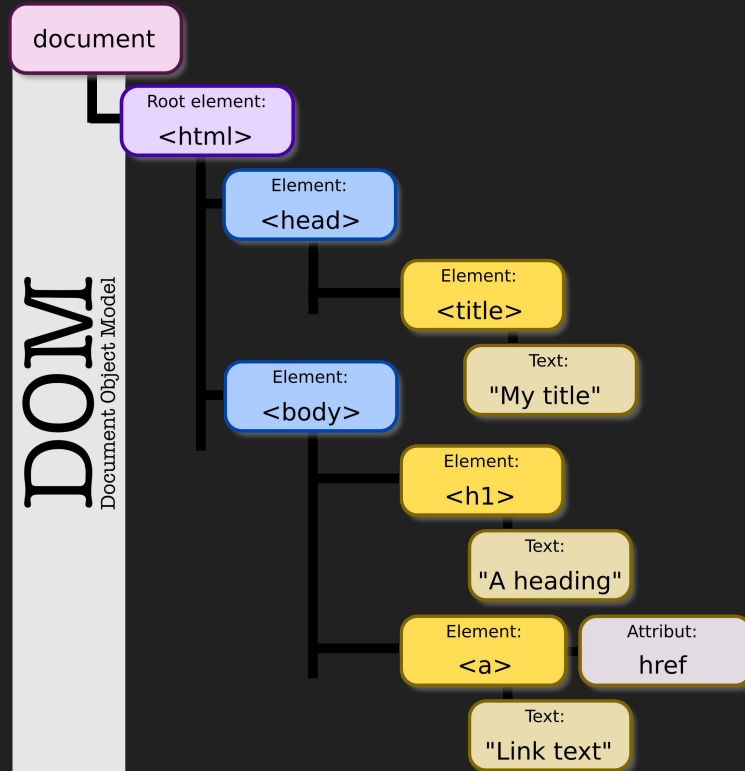 document
Root element:
<html>
Element:
<head>
Element:
<title>
Text:
"My title"
Element:
<body>
Element:
<h1>
Text:
"A heading"
Element:
<a>
Attribut:
href
Text:
"Link text"
DOM
Document Object Model